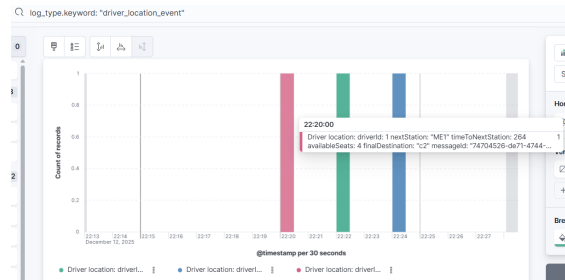 log_type.keyword: "driver_location_event"
0
1
0.8
0.6
0.4
0.2
0
Count of records
22:20:00
Driver location: driverId: 1 nextStation: "ME1" timeToNextStation: 264 1
availableSeats: 4 finalDestination: "c2" messageId: "74704526-de71-4744-...
22:13 22:14 22:15 22:16 22:17 22:18 22:19 22:20 22:21 22:22 22:23 22:24 22:25 22:26 22:27
December 12, 2025
@timestamp per 30 seconds
Driver location: driverl... Driver location: driverl... Driver location: driverl...
2
Hor
Bre